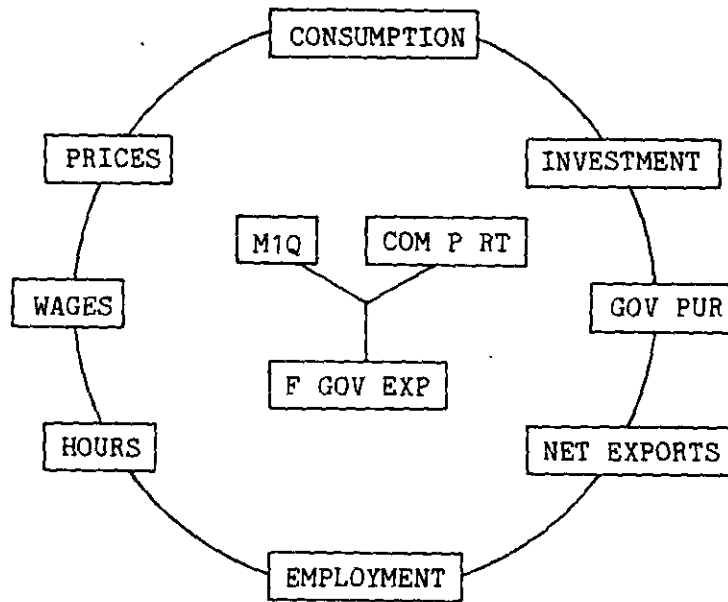 CONSUMPTION
PRICES
INVESTMENT
M1Q
COM P RT
WAGES
GOV PUR
F GOV EXP
HOURS
NET EXPORTS
EMPLOYMENT